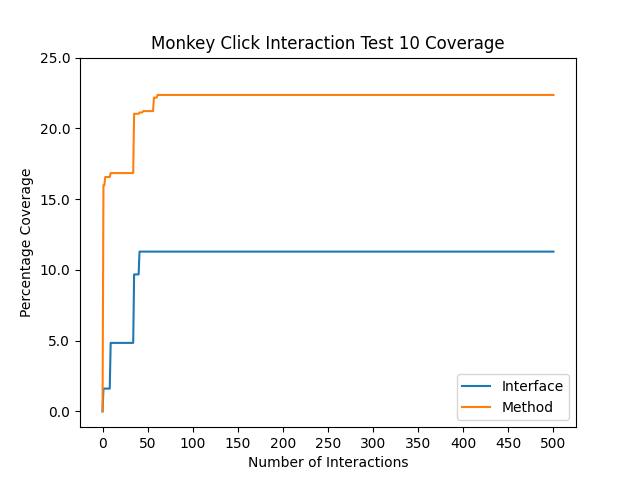 Monkey Click Interaction Test 10 Coverage
25.0
20.0
15.0
10.0
5.0
0.0
Percentage Coverage
Interface
Method
0 50 100 150 200 250 300 350 400 450 500
Number of Interactions